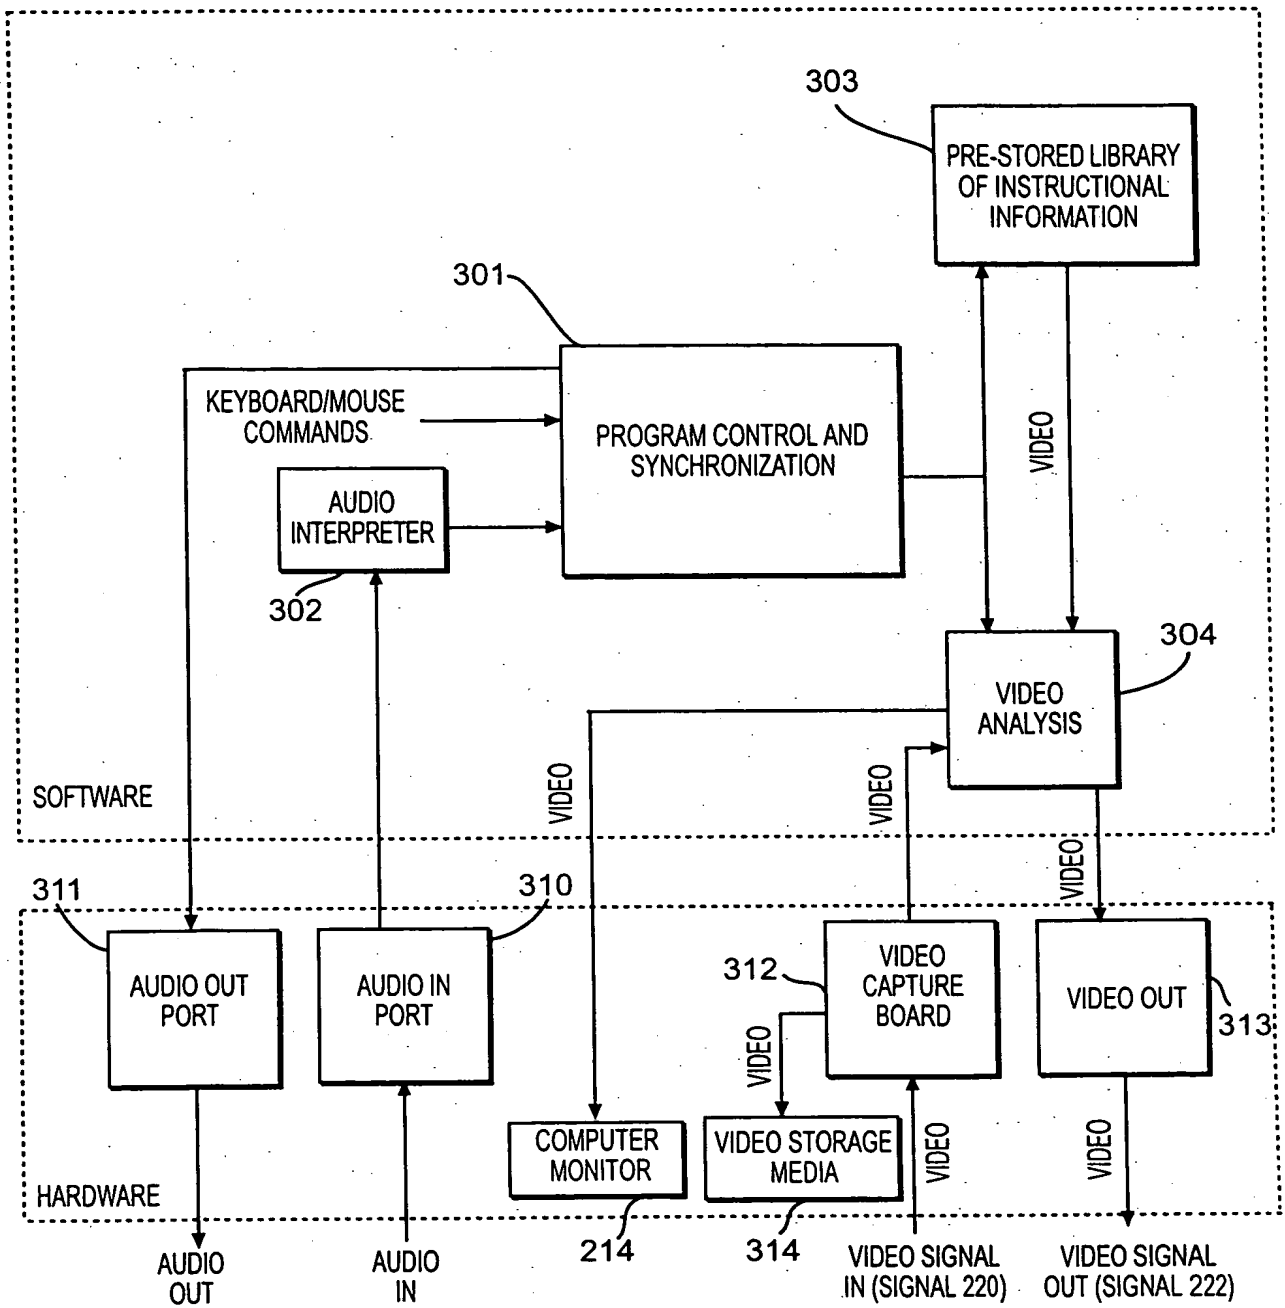 303
PRE-STORED LIBRARY
OF INSTRUCTIONAL
INFORMATION
301
KEYBOARD/MOUSE
COMMANDS
PROGRAM CONTROL AND
SYNCHRONIZATION
VIDEO
AUDIO
INTERPRETER
302
304
VIDEO
ANALYSIS
VIDEO
VIDEO
SOFTWARE
VIDEO
311
310
AUDIO OUT
PORT
AUDIO IN
PORT
312
VIDEO
CAPTURE
BOARD
VIDEO OUT
313
VIDEO
COMPUTER
MONITOR
VIDEO STORAGE
MEDIA
VIDEO
VIDEO
HARDWARE
214
314
AUDIO
OUT
AUDIO
IN
VIDEO SIGNAL
IN (SIGNAL 220)
VIDEO SIGNAL
OUT (SIGNAL 222)